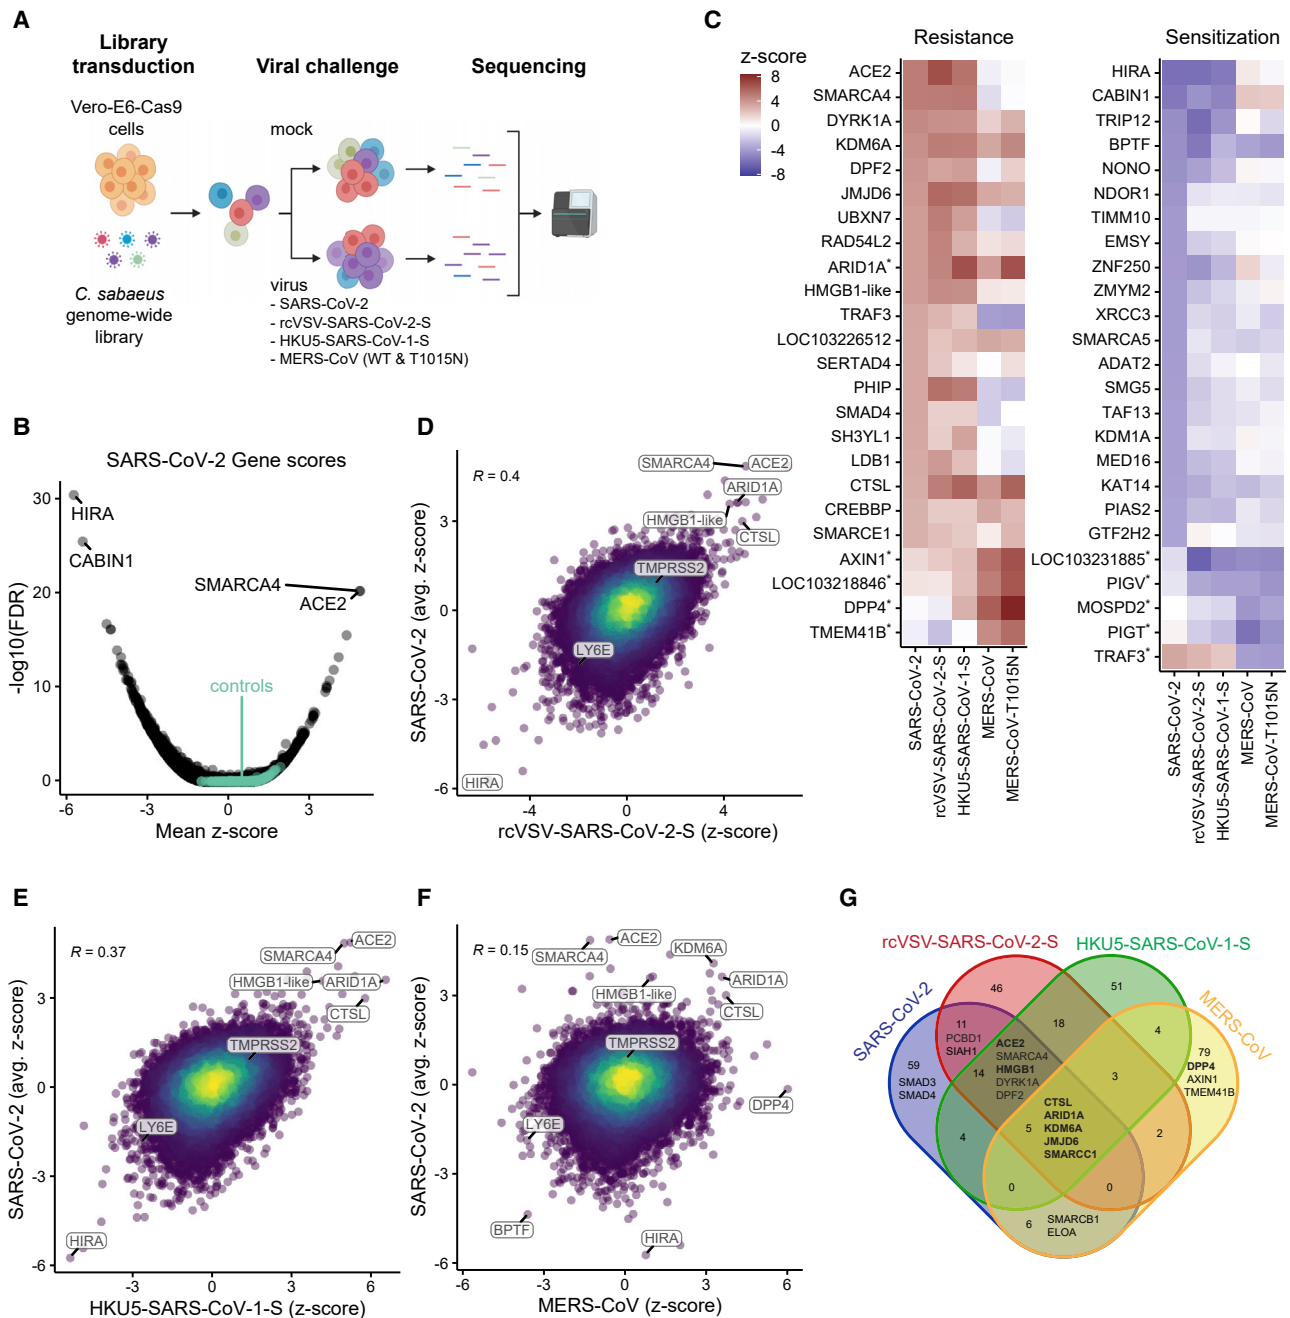 A
Library
transduction
Viral challenge
Sequencing
Vero-E6-Cas9
cells
mock
C. sabaeus
genome-wide
library
virus
- SARS-CoV-2
- rcVSV-SARS-CoV-2-S
- HKU5-SARS-CoV-1-S
- MERS-CoV (WT & T1015N)
B
SARS-CoV-2 Gene scores
-log10(FDR)
30
20
10
0
HIRA
CABIN1
SMARCA4
ACE2
controls
-6
-3
0
3
Mean z-score
C
z-score
8
4
0
-4
-8
Resistance
ACE2
SMARCA4
DYRK1A
KDM6A
DPF2
JMJD6
UBXN7
RAD54L2
ARID1A*
HMGB1-like
TRAF3
LOC103226512
SERTAD4
PHIP
SMAD4
SH3YL1
LDB1
CTSL
CREBBP
SMARCE1
AXIN1*
LOC103218846*
DPP4*
TMEM41B*
SARS-CoV-2
rcVSV-SARS-CoV-2-S
HKU5-SARS-CoV-1-S
MERS-CoV
MERS-CoV-T1015N
Sensitization
HIRA
CABIN1
TRIP12
BPTF
NONO
NDOR1
TIMM10
EMSY
ZNF250
ZMYM2
XRCC3
SMARCA5
ADAT2
SMG5
TAF13
KDM1A
MED16
KAT14
PIAS2
GTF2H2
LOC103231885*
PIGV*
MOSPD2*
PIGT*
TRAF3*
SARS-CoV-2
rcVSV-SARS-CoV-2-S
HKU5-SARS-CoV-1-S
MERS-CoV
MERS-CoV-T1015N
D
R = 0.4
SARS-CoV-2 (avg. z-score)
3
0
-3
-6
SMARCA4
ACE2
ARID1A
HMGB1-like
CTSL
TMPRSS2
LY6E
HIRA
-4
0
4
rcVSV-SARS-CoV-2-S (z-score)
E
R = 0.37
SARS-CoV-2 (avg. z-score)
3
0
-3
-6
ACE2
SMARCA4
HMGB1-like
ARID1A
CTSL
TMPRSS2
LY6E
HIRA
-3
0
3
6
HKU5-SARS-CoV-1-S (z-score)
F
R = 0.15
SARS-CoV-2 (avg. z-score)
3
0
-3
-6
ACE2
SMARCA4
KDM6A
HMGB1-like
ARID1A
CTSL
TMPRSS2
DPP4
LY6E
BPTF
HIRA
-6
-3
0
3
6
MERS-CoV (z-score)
G
rcVSV-SARS-CoV-2-S
HKU5-SARS-CoV-1-S
SARS-CoV-2
MERS-CoV
46
51
11
PCBD1
SIAH1
18
4
59
SMAD3
SMAD4
14
ACE2
SMARCA4
HMGB1
DYRK1A
DPF2
3
79
DPP4
AXIN1
TMEM41B
5
CTSL
ARID1A
KDM6A
JMJD6
SMARCC1
4
2
0
0
6
SMARCB1
ELOA